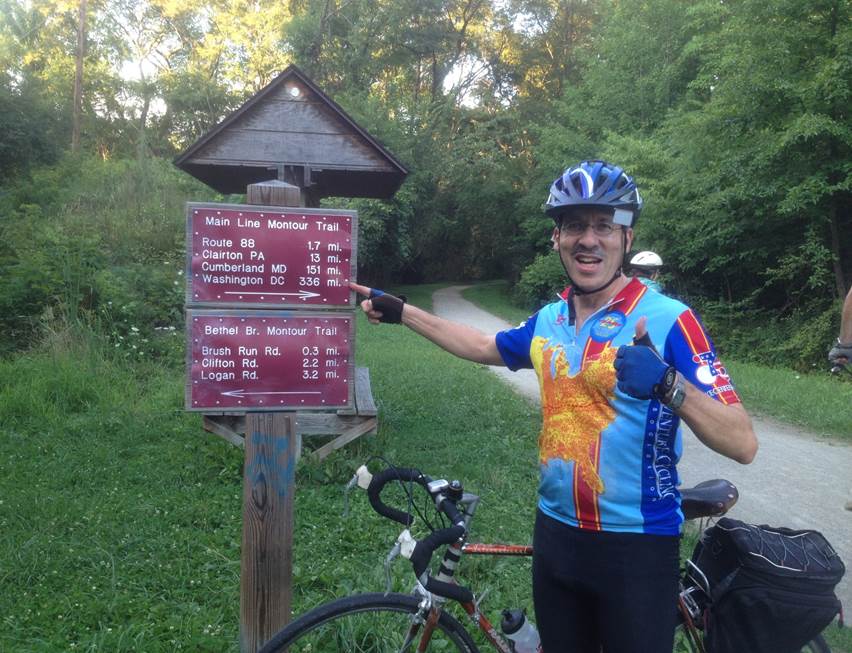 Main Line Montour Trail
Route 88 1.7 mi.
Clairton PA 13 mi.
Cumberland MD 151 mi.
Washington DC 336 mi.
Bethel Br. Montour Trail
Brush Run Rd. 0.3 mi.
Clifton Rd. 2.2 mi.
Logan Rd. 3.2 mi.